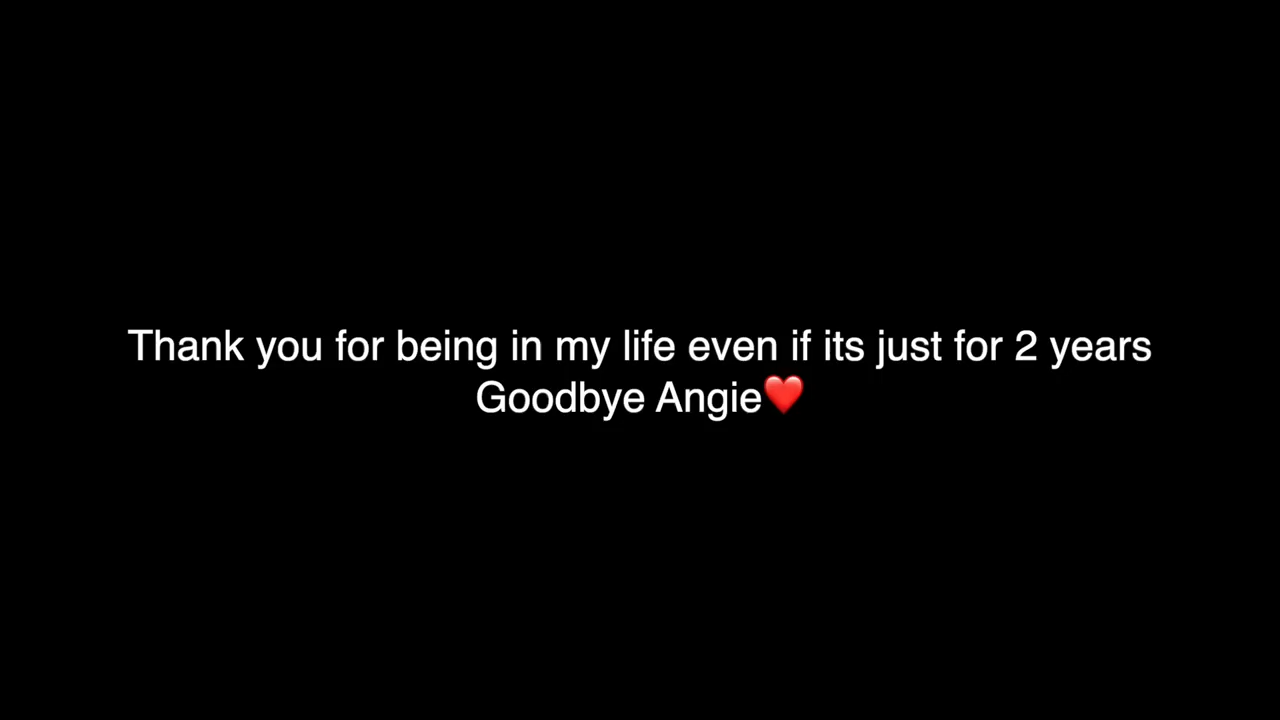 Thank you for being in my life even if its just for 2 years
Goodbye Angie❤️